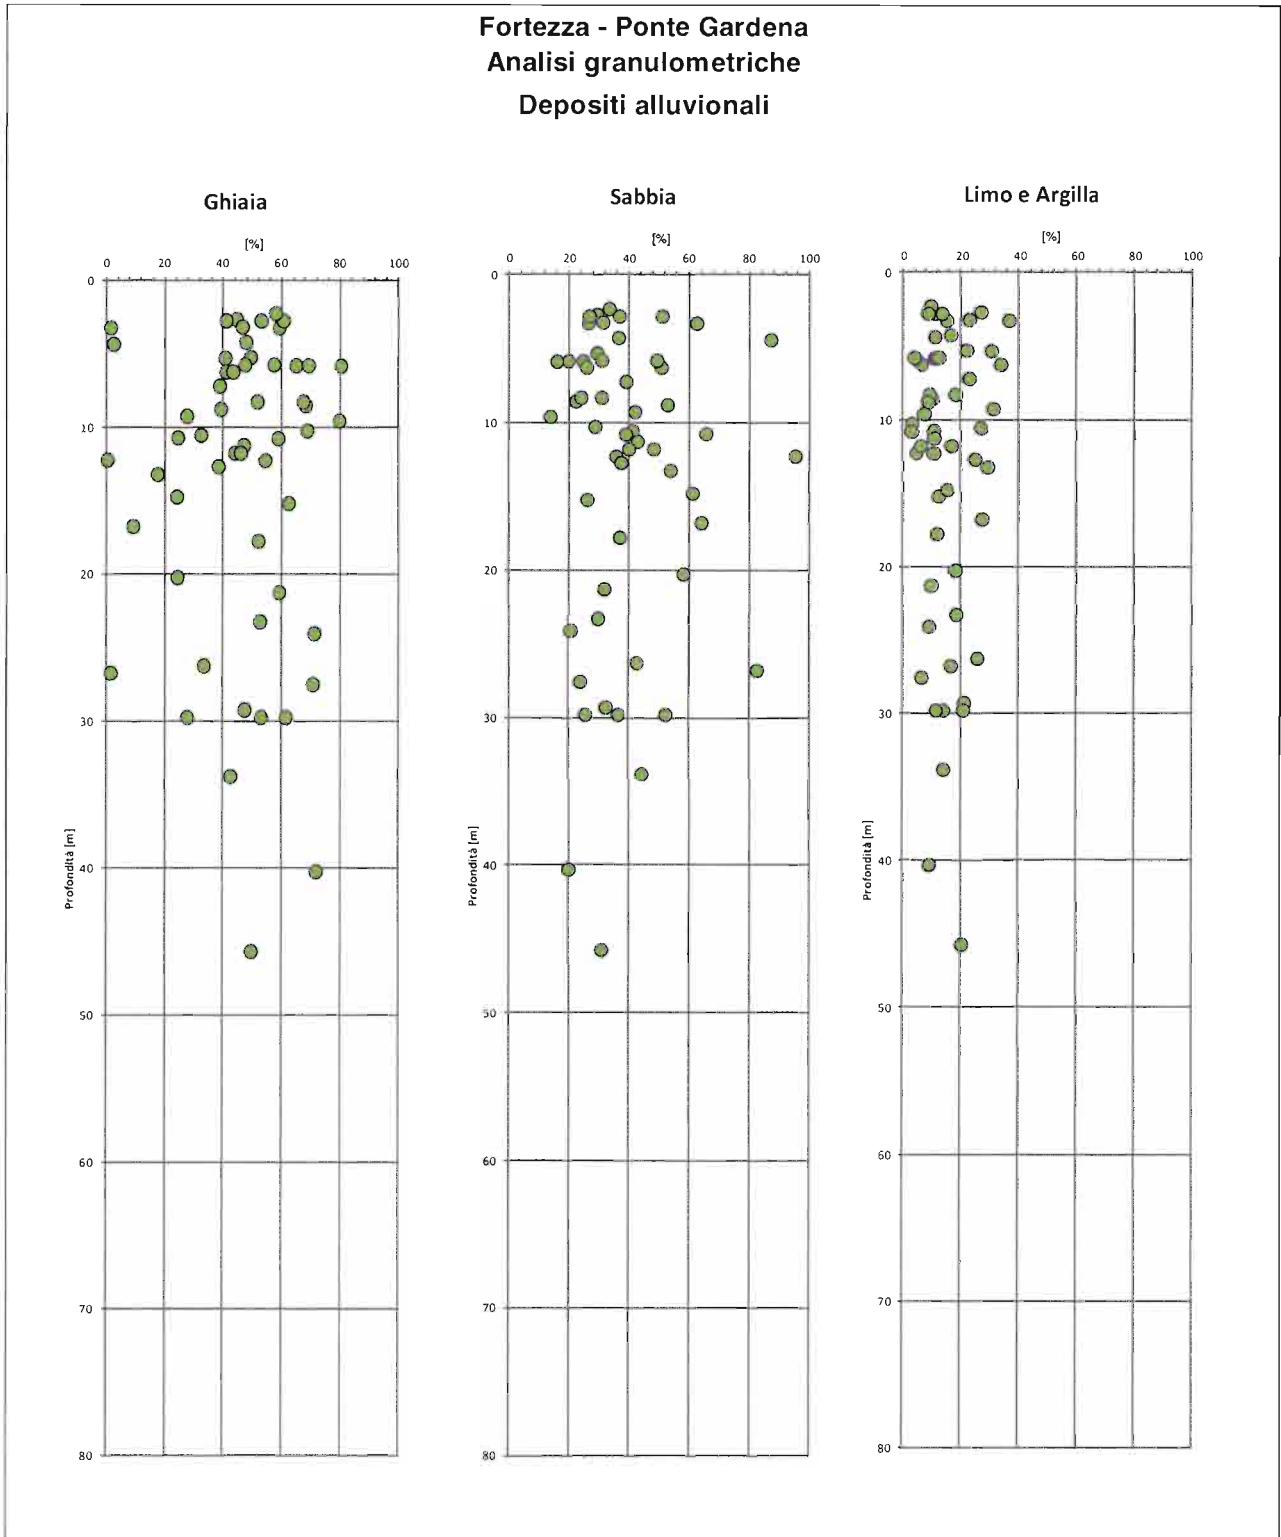 Fortezza - Ponte Gardena
Analisi granulometriche
Depositi alluvionali
Ghiaia
[%]
0 20 40 60 80 100
0
10
20
30
40
50
60
70
80
Profondità [m]
Sabbia
[%]
0 20 40 60 80 100
0
10
20
30
40
50
60
70
80
Profondità [m]
Limo e Argilla
[%]
0 20 40 60 80 100
0
10
20
30
40
50
60
70
80
Profondità [m]